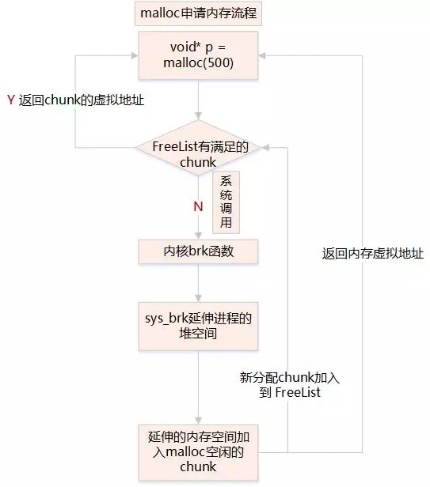 malloc申请内存流程
void* p =
malloc(500)
Y 返回chunk的虚拟地址
FreeList有满足的
chunk
N
系
统
调
用
内核brk函数
返回内存虚拟地址
sys_brk延伸进程的
堆空间
新分配chunk加入
到 FreeList
延伸的内存空间加
入malloc空闲的
chunk